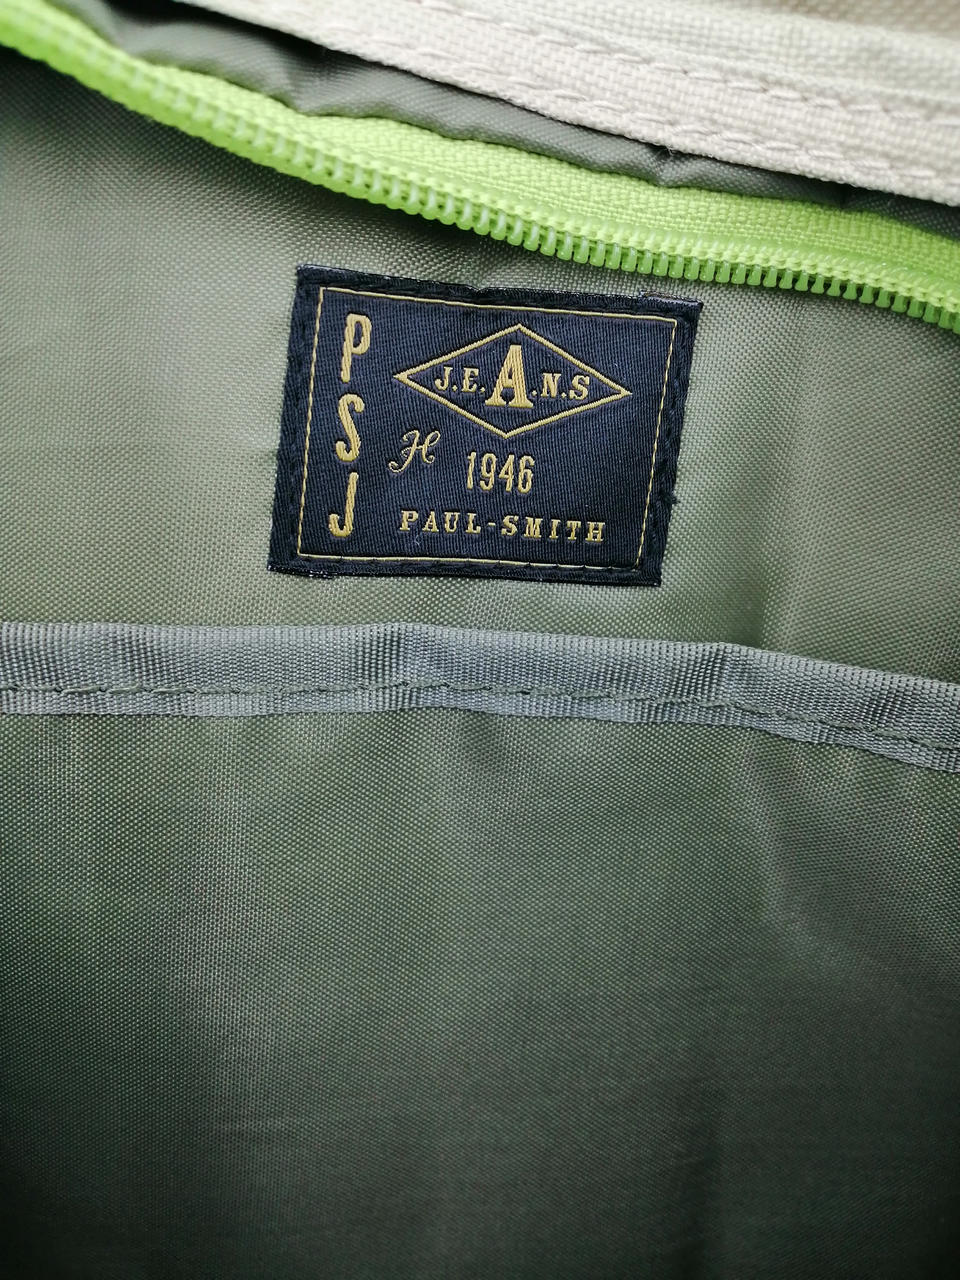 PSJ
J.E.A.N.S
H
1946
PAUL-SMITH